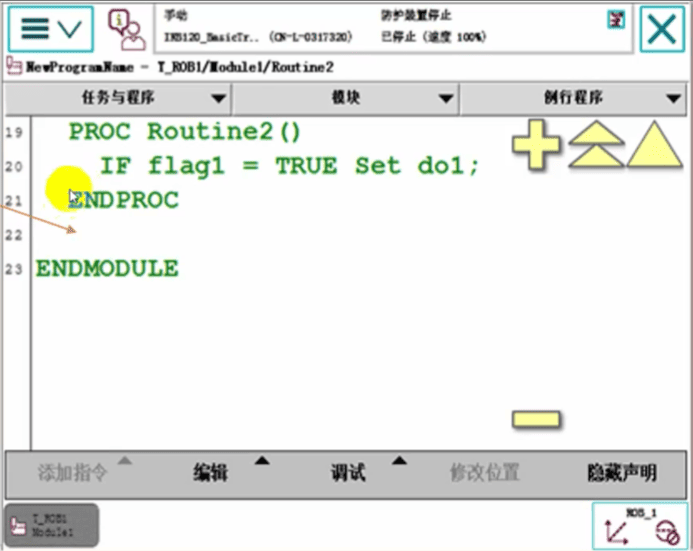 手动
防护装置停止
IRB120_BasicTr.. (CN-L-0317320)
已停止 (速度 100%)
NewProgramName - T_ROB1/Module1/Routine2
任务与程序
模块
例行程序
19 PROC Routine2()
20 IF flag1 = TRUE Set do1;
21 ENDPROC
22
23 ENDMODULE
添加指令
编辑
调试
修改位置
隐藏声明
T_ROB1
Module1
ROB_1